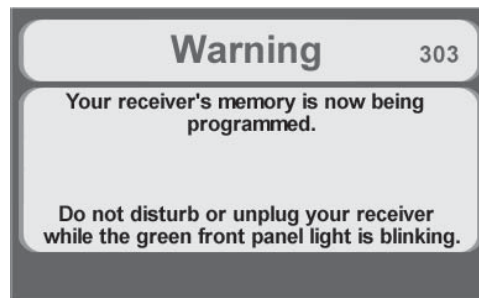 Warning
303
Your receiver's memory is now being
programmed.
Do not disturb or unplug your receiver
while the green front panel light is blinking.